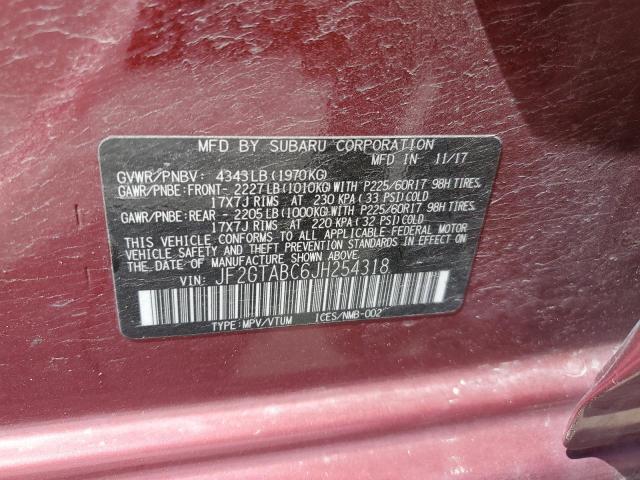 MFD BY SUBARU CORPORATION
MFD IN 11/17
GVWR/PNBV: 4343LB(1970KG)
GAWR/PNBE:FRONT- 2227LB(1010KG)WITH P225/60R17 98H TIRES,
17X7J RIMS AT 230 KPA (33 PSI)COLD
GAWR/PNBE:REAR - 2205LB(1000KG)WITH P225/60R17 98H TIRES,
17X7J RIMS AT 220 KPA (32 PSI)COLD
THIS VEHICLE CONFORMS TO ALL APPLICABLE-FEDERAL MOTOR
VEHICLE SAFETY AND THEFT PREVENTION STANDARDS IN EFFECT ON
THE DATE OF MANUFACTURE SHOWN ABOVE.
VIN: JF2GTABC6JH254318
TYPE:MPV/VTUM ICES/NMB-002